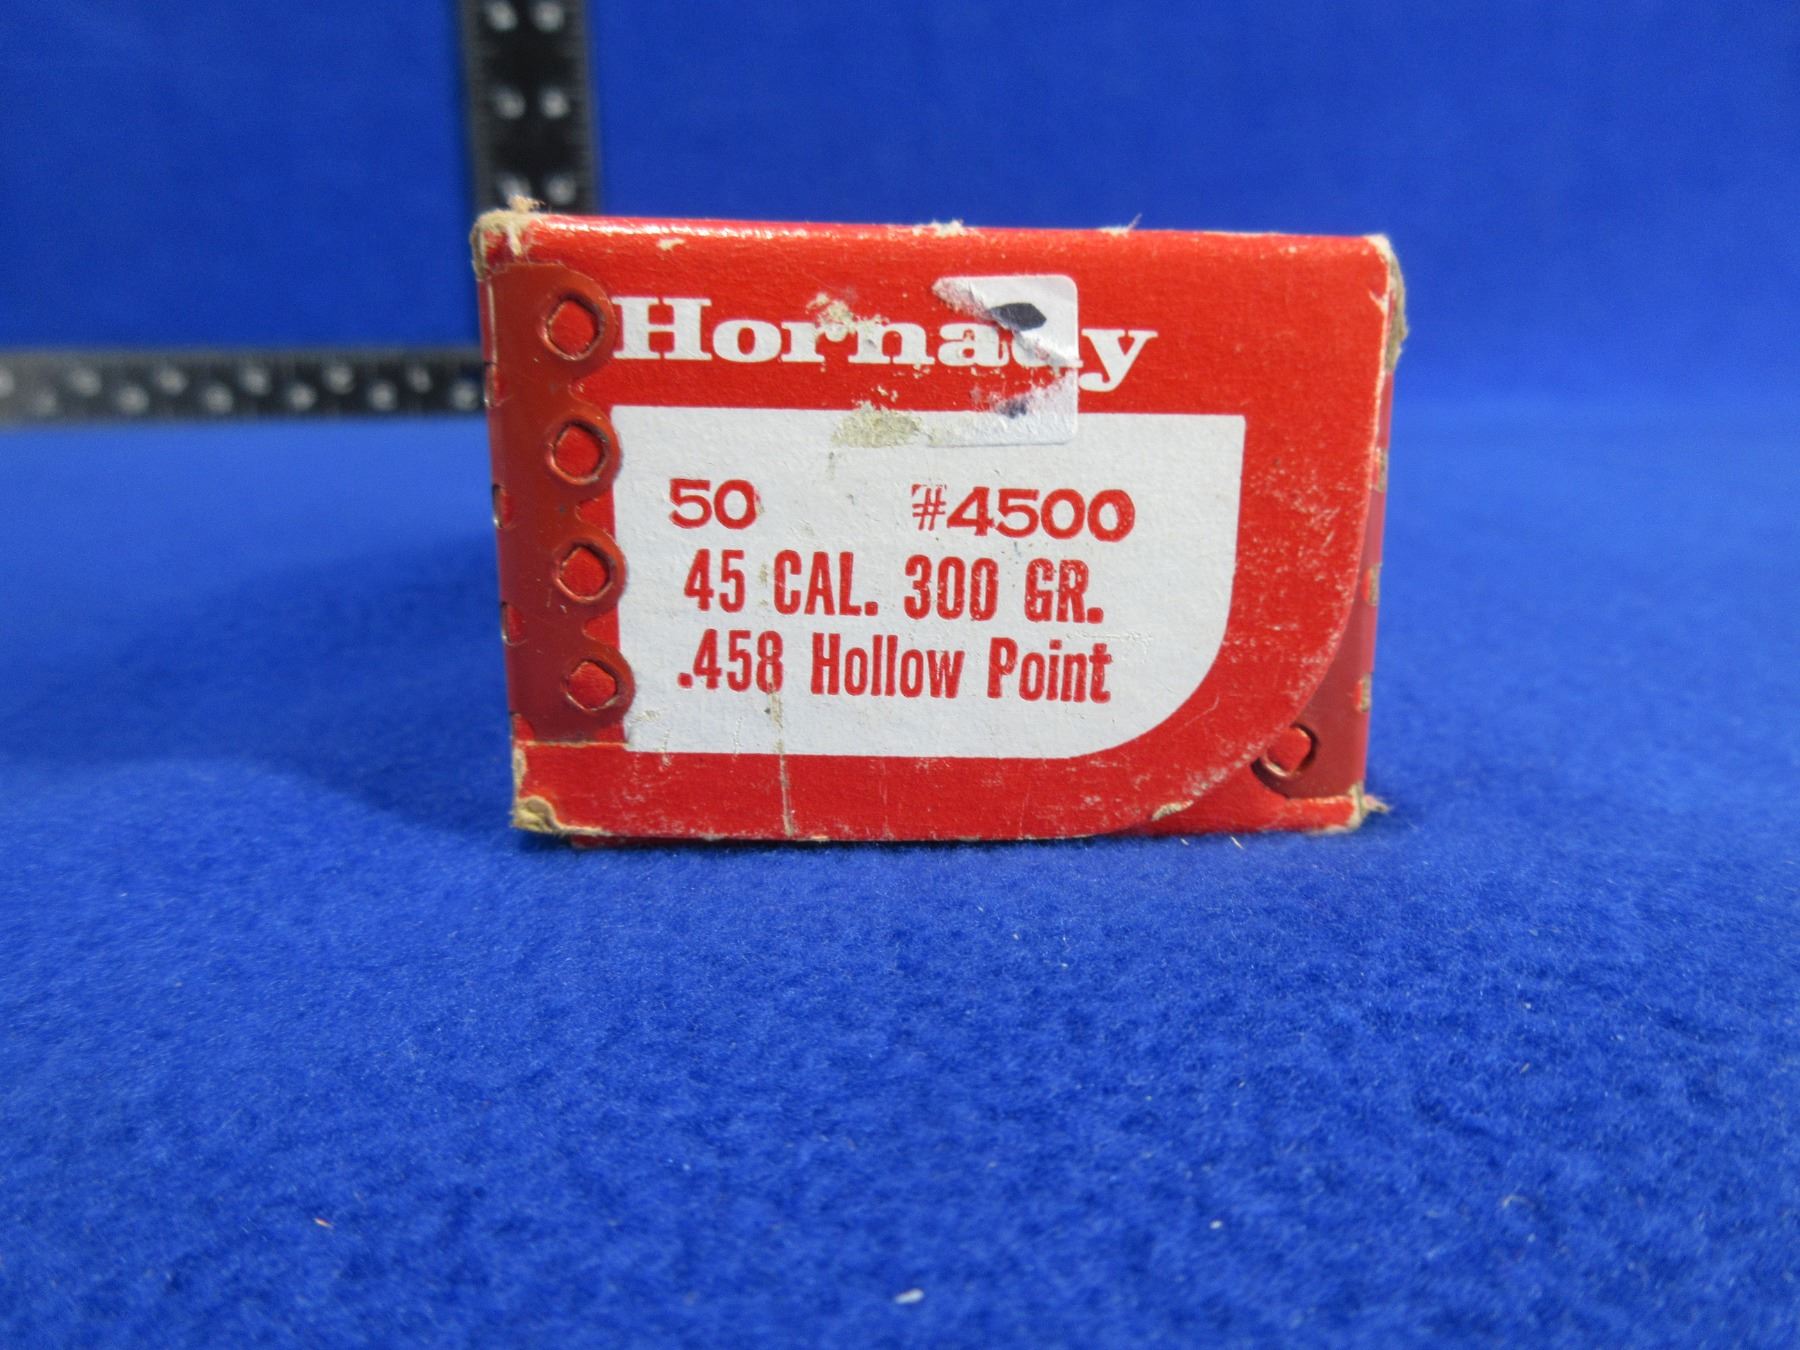 Hornady
50 #4500
45 CAL. 300 GR.
.458 Hollow Point